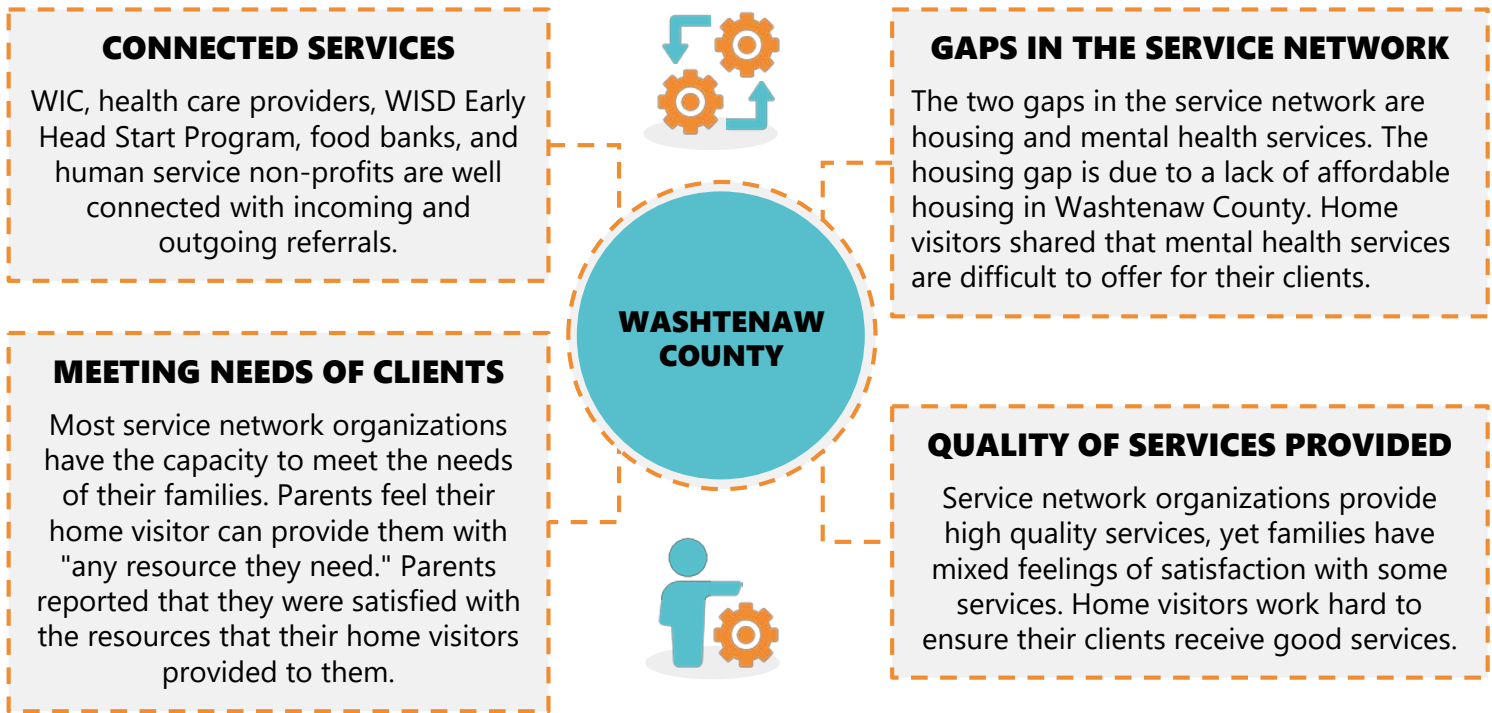 CONNECTED SERVICES
WIC, health care providers, WISD Early
Head Start Program, food banks, and
human service non-profits are well
connected with incoming and
outgoing referrals.
GAPS IN THE SERVICE NETWORK
The two gaps in the service network are
housing and mental health services. The
housing gap is due to a lack of affordable
housing in Washtenaw County. Home
visitors shared that mental health services
are difficult to offer for their clients.
WASHTENAW
COUNTY
MEETING NEEDS OF CLIENTS
Most service network organizations
have the capacity to meet the needs
of their families. Parents feel their
home visitor can provide them with
"any resource they need." Parents
reported that they were satisfied with
the resources that their home visitors
provided to them.
QUALITY OF SERVICES PROVIDED
Service network organizations provide
high quality services, yet families have
mixed feelings of satisfaction with some
services. Home visitors work hard to
ensure their clients receive good services.